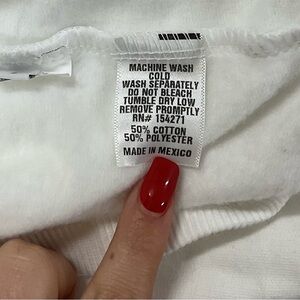 MACHINE WASH
COLD
WASH SEPARATELY
DO NOT BLEACH
TUMBLE DRY LOW
REMOVE PROMPTLY
RN# 154271
50% COTTON
50% POLYESTER
MADE IN MEXICO